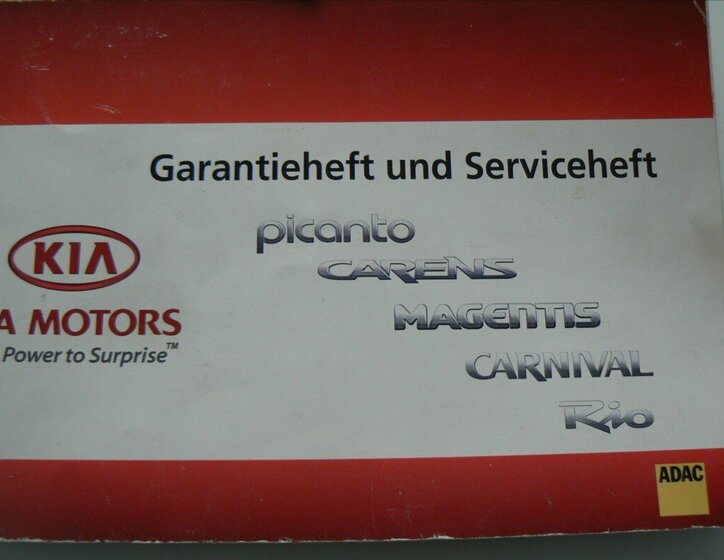 Garantieheft und Serviceheft
KIA
A MOTORS
Power to Surprise™
picanto
CARENS
MAGENTIS
CARNIVAL
Rio
ADAC